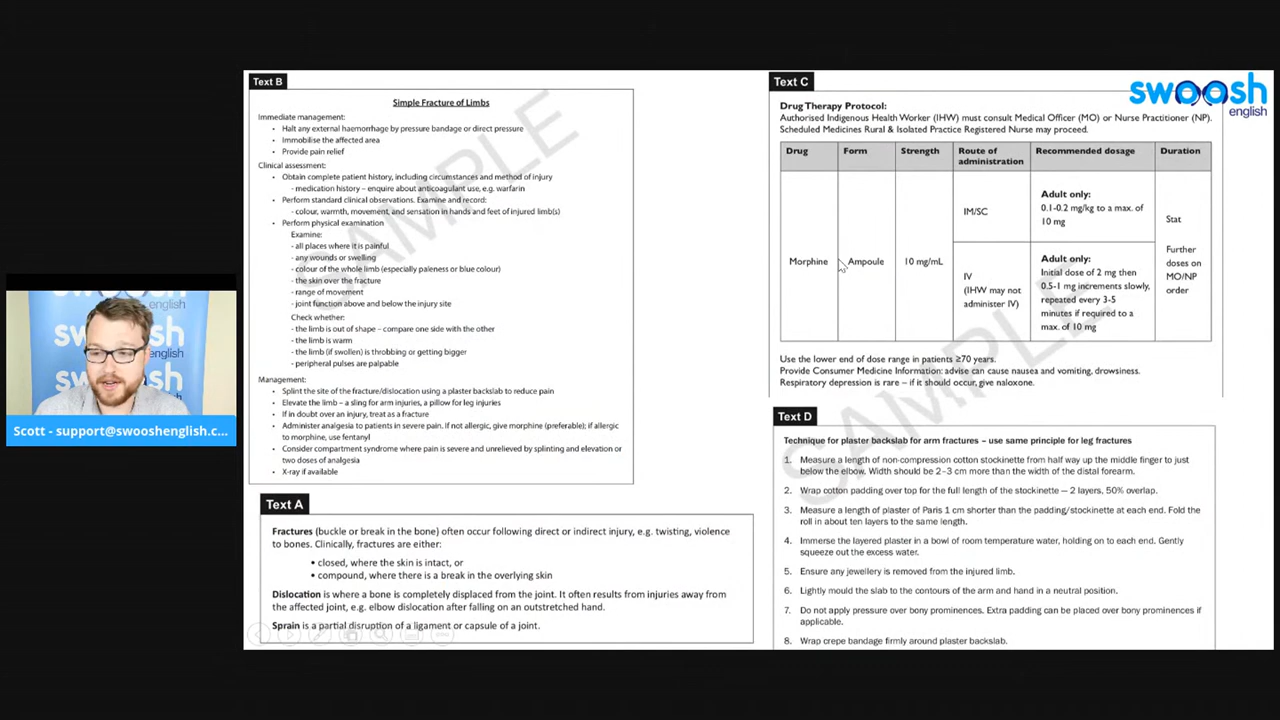 Text B
Simple Fracture of Limbs
Immediate management:
• Halt any external haemorrhage by pressure bandage or direct pressure
• Immobilise the affected area
• Provide pain relief
Clinical assessment:
• Obtain complete patient history, including circumstances and method of injury
- medication history – enquire about anticoagulant use, e.g. warfarin
• Perform standard clinical observations. Examine and record:
- colour, warmth, movement, and sensation in hands and feet of injured limb(s)
• Perform physical examination
Examine:
- all places where it is painful
- any wounds or swelling
- colour of the whole limb (especially paleness or blue colour)
- the skin over the fracture
- range of movement
- joint function above and below the injury site
Check whether:
- the limb is out of shape – compare one side with the other
- the limb is warm
- the limb (if swollen) is throbbing or getting bigger
- peripheral pulses are palpable
Management:
• Splint the site of the fracture/dislocation using a plaster backslab to reduce pain
• Elevate the limb – a sling for arm injuries, a pillow for leg injuries
• If in doubt over an injury, treat as a fracture
• Administer analgesia to patients in severe pain. If not allergic, give morphine (preferable); if allergic
to morphine, use fentanyl
• Consider compartment syndrome where pain is severe and unrelieved by splinting and elevation or
two doses of analgesia
• X-ray if available
SAMPLE
Text A
Fractures (buckle or break in the bone) often occur following direct or indirect injury, e.g. twisting, violence
to bones. Clinically, fractures are either:
• closed, where the skin is intact, or
• compound, where there is a break in the overlying skin
Dislocation is where a bone is completely displaced from the joint. It often results from injuries away from
the affected joint, e.g. elbow dislocation after falling on an outstretched hand.
Sprain is a partial disruption of a ligament or capsule of a joint.
Text C
swoosh
english
Drug Therapy Protocol:
Authorised Indigenous Health Worker (IHW) must consult Medical Officer (MO) or Nurse Practitioner (NP).
Scheduled Medicines Rural & Isolated Practice Registered Nurse may proceed.
Drug Form Strength Route of administration Recommended dosage Duration
Morphine Ampoule 10 mg/mL
IM/SC
Adult only:
0.1-0.2 mg/kg to a max. of
10 mg
IV
(IHW may not
administer IV)
Adult only:
Initial dose of 2 mg then
0.5-1 mg increments slowly,
repeated every 3-5
minutes if required to a
max. of 10 mg
Stat
Further
doses on
MO/NP
order
Use the lower end of dose range in patients ≥70 years.
Provide Consumer Medicine Information: advise can cause nausea and vomiting, drowsiness.
Respiratory depression is rare – if it should occur, give naloxone.
SAMPLE
Text D
Technique for plaster backslab for arm fractures – use same principle for leg fractures
1. Measure a length of non-compression cotton stockinette from half way up the middle finger to just
below the elbow. Width should be 2–3 cm more than the width of the distal forearm.
2. Wrap cotton padding over top for the full length of the stockinette — 2 layers, 50% overlap.
3. Measure a length of plaster of Paris 1 cm shorter than the padding/stockinette at each end. Fold the
roll in about ten layers to the same length.
4. Immerse the layered plaster in a bowl of room temperature water, holding on to each end. Gently
squeeze out the excess water.
5. Ensure any jewellery is removed from the injured limb.
6. Lightly mould the slab to the contours of the arm and hand in a neutral position.
7. Do not apply pressure over bony prominences. Extra padding can be placed over bony prominences if
applicable.
8. Wrap crepe bandage firmly around plaster backslab.
swoosh
english
Scott - support@swooshenglish.c...